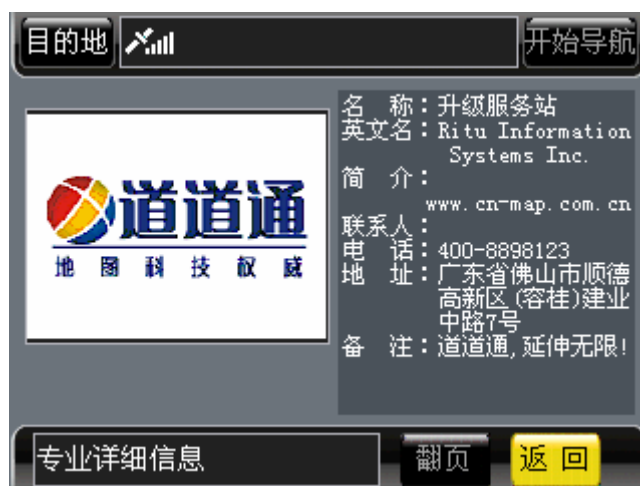 目的地
开始导航
道道通
地图科技权威
名 称：升级服务站
英文名：Ritu Information
Systems Inc.
简 介：
www.cn-map.com.cn
联系人：
电 话：400-8898123
地 址：广东省佛山市顺德
高新区(容桂)建业
中路7号
备 注：道道通,延伸无限!
专业详细信息
翻页
返回